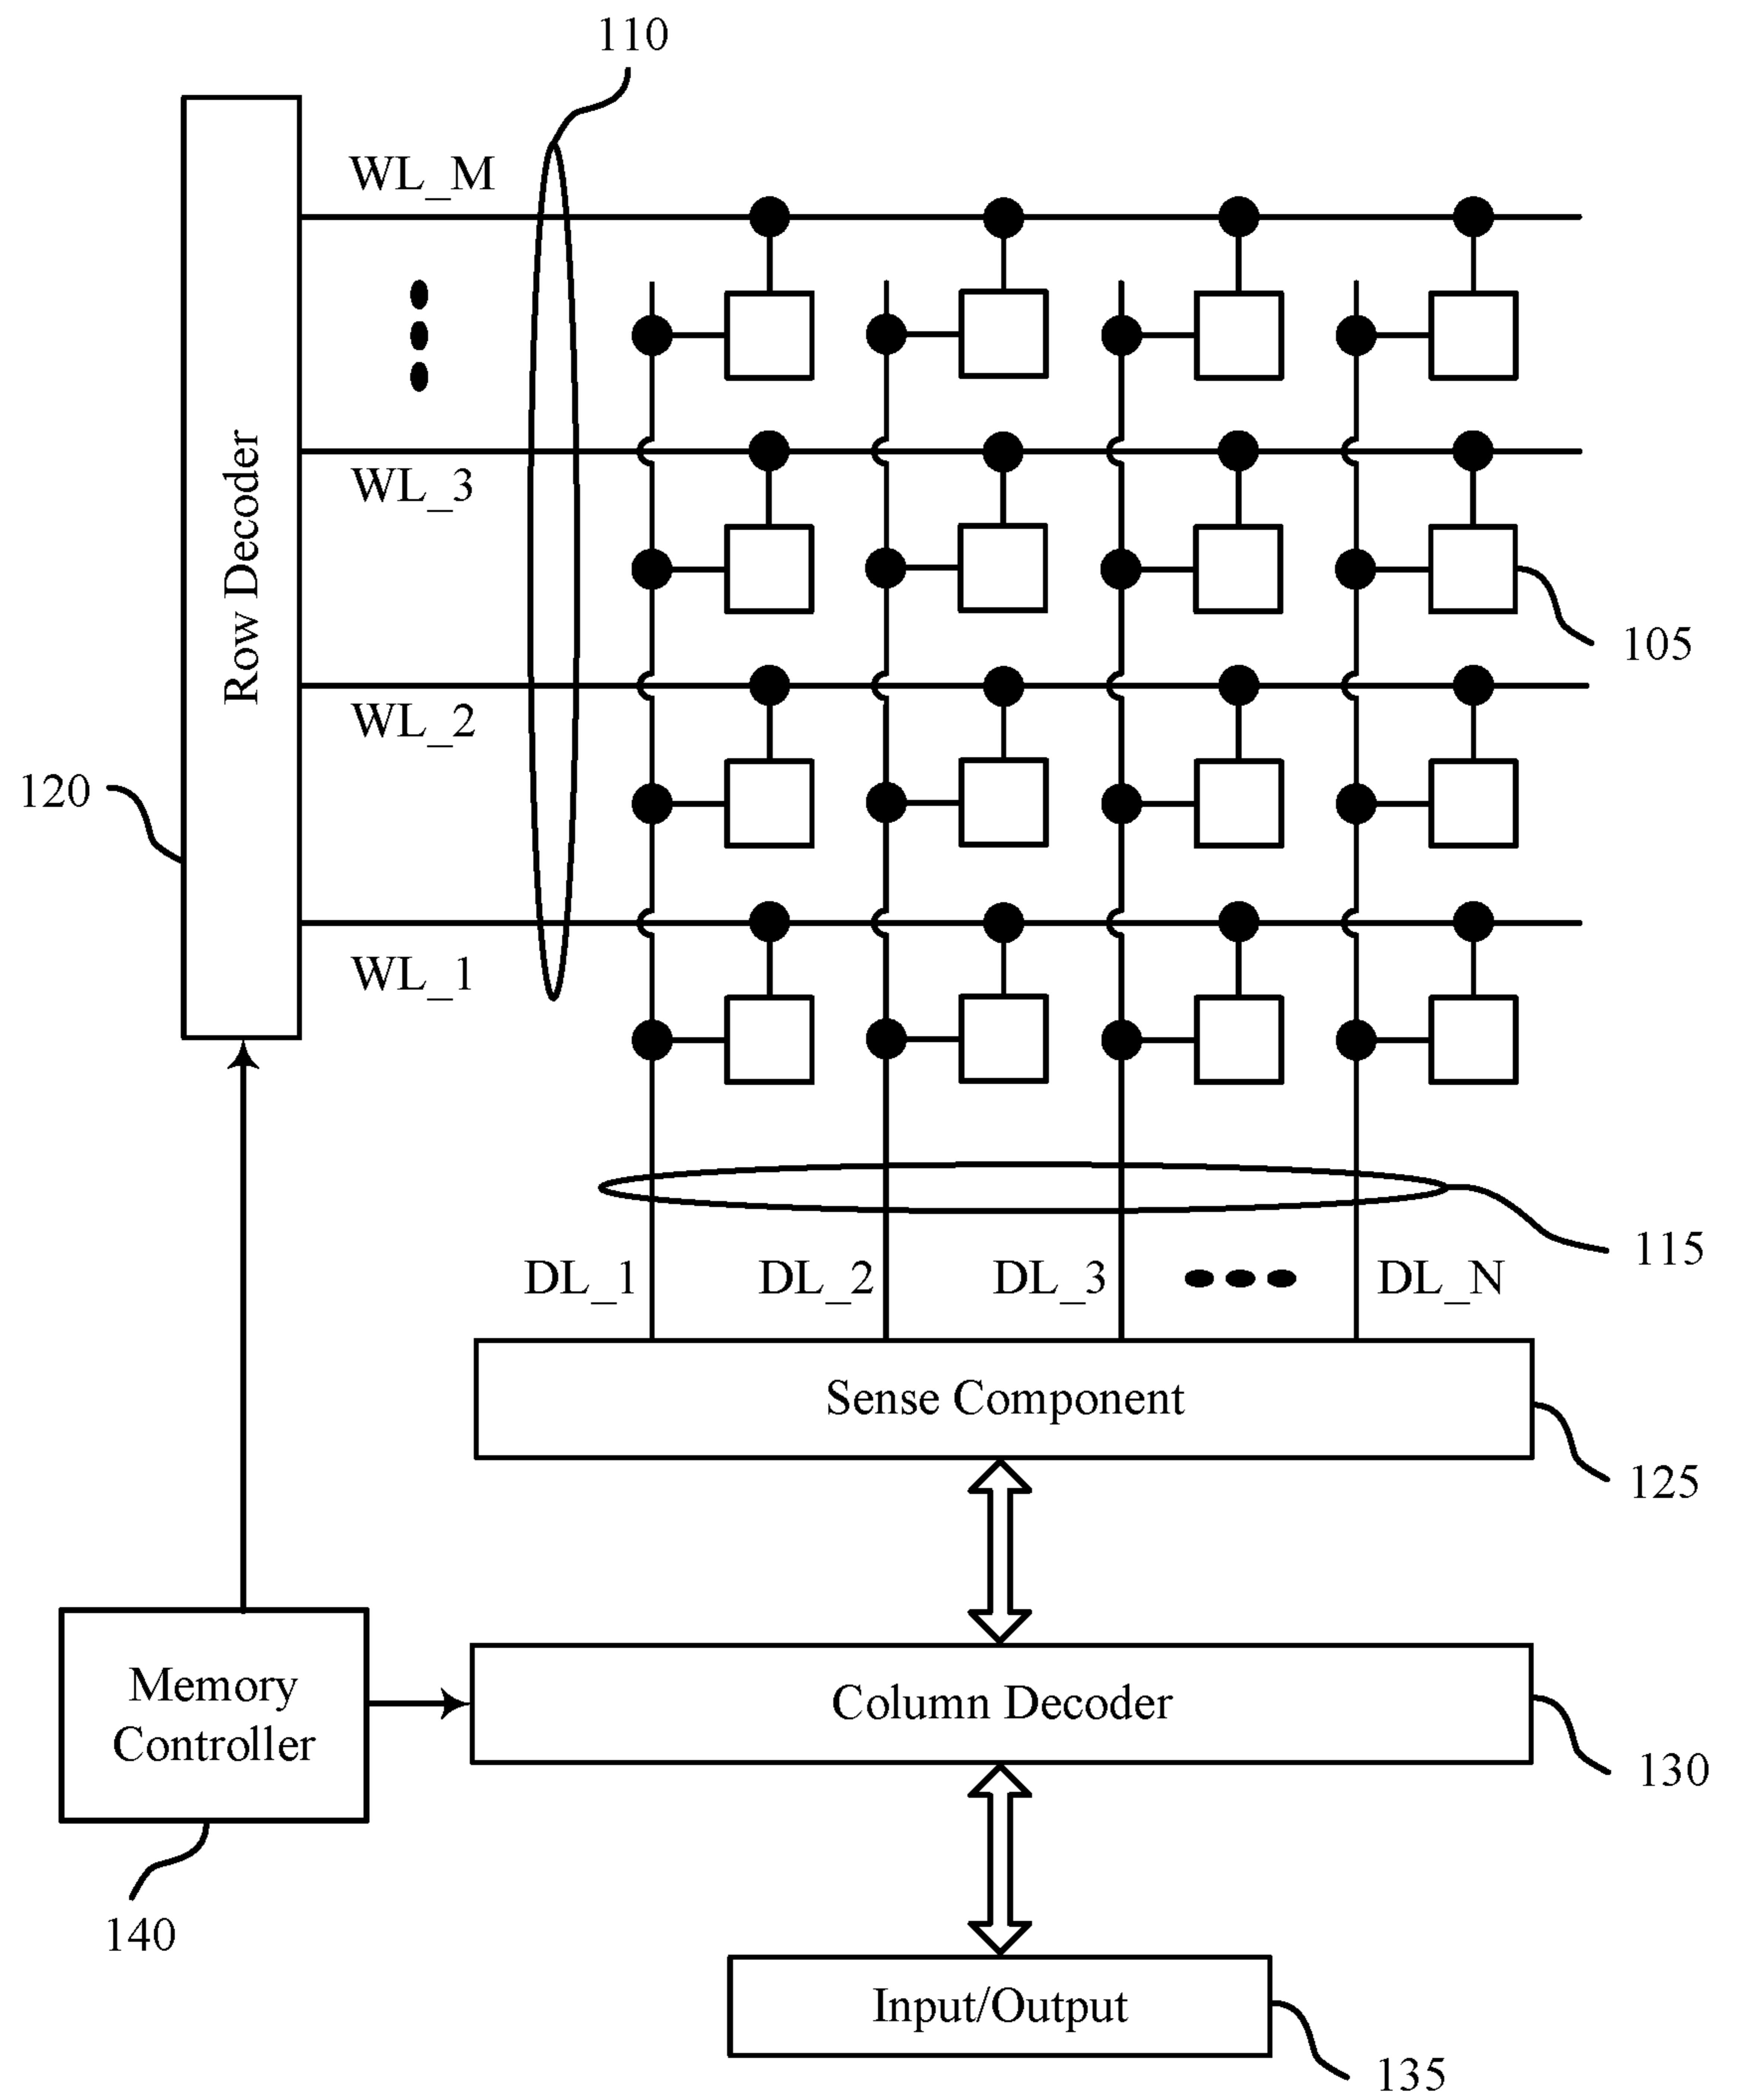 110
WL_M
Row Decoder
WL_3
105
WL_2
120
WL_1
115
DL_1 DL_2 DL_3 DL_N
Sense Component
125
Memory
Controller
Column Decoder
130
140
Input/Output
135